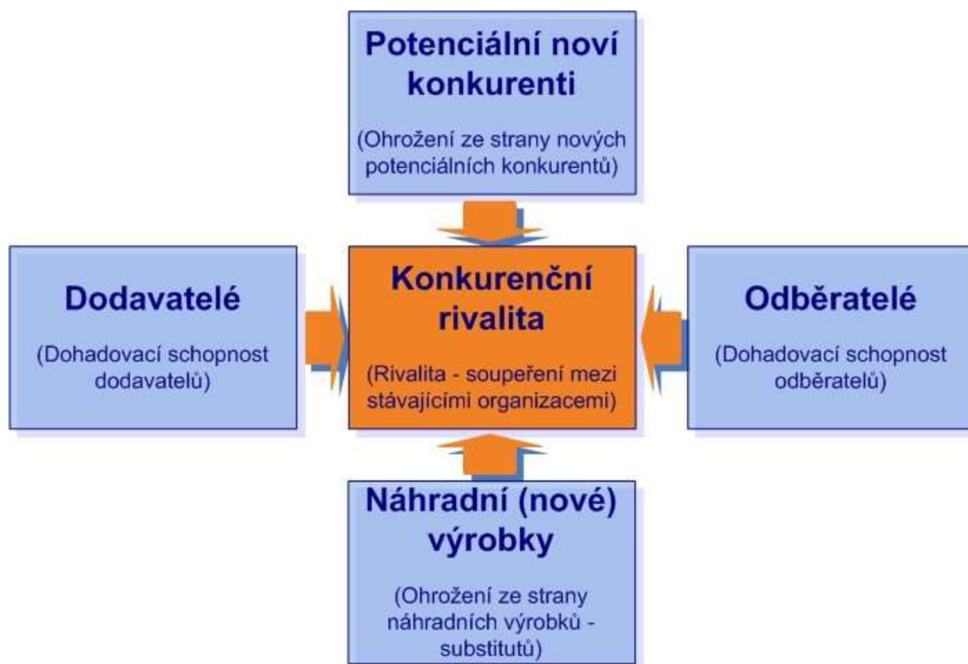 Potenciální noví
konkurenti
(Ohrožení ze strany nových
potenciálních konkurentů)
Dodavatelé
(Dohadovací schopnost
dodavatelů)
Konkurenční
rivalita
(Rivalita - soupeření mezi
stávajícími organizacemi)
Odběratelé
(Dohadovací schopnost
odběratelů)
Náhradní (nové)
výrobky
(Ohrožení ze strany
náhradních výrobků -
substitutů)